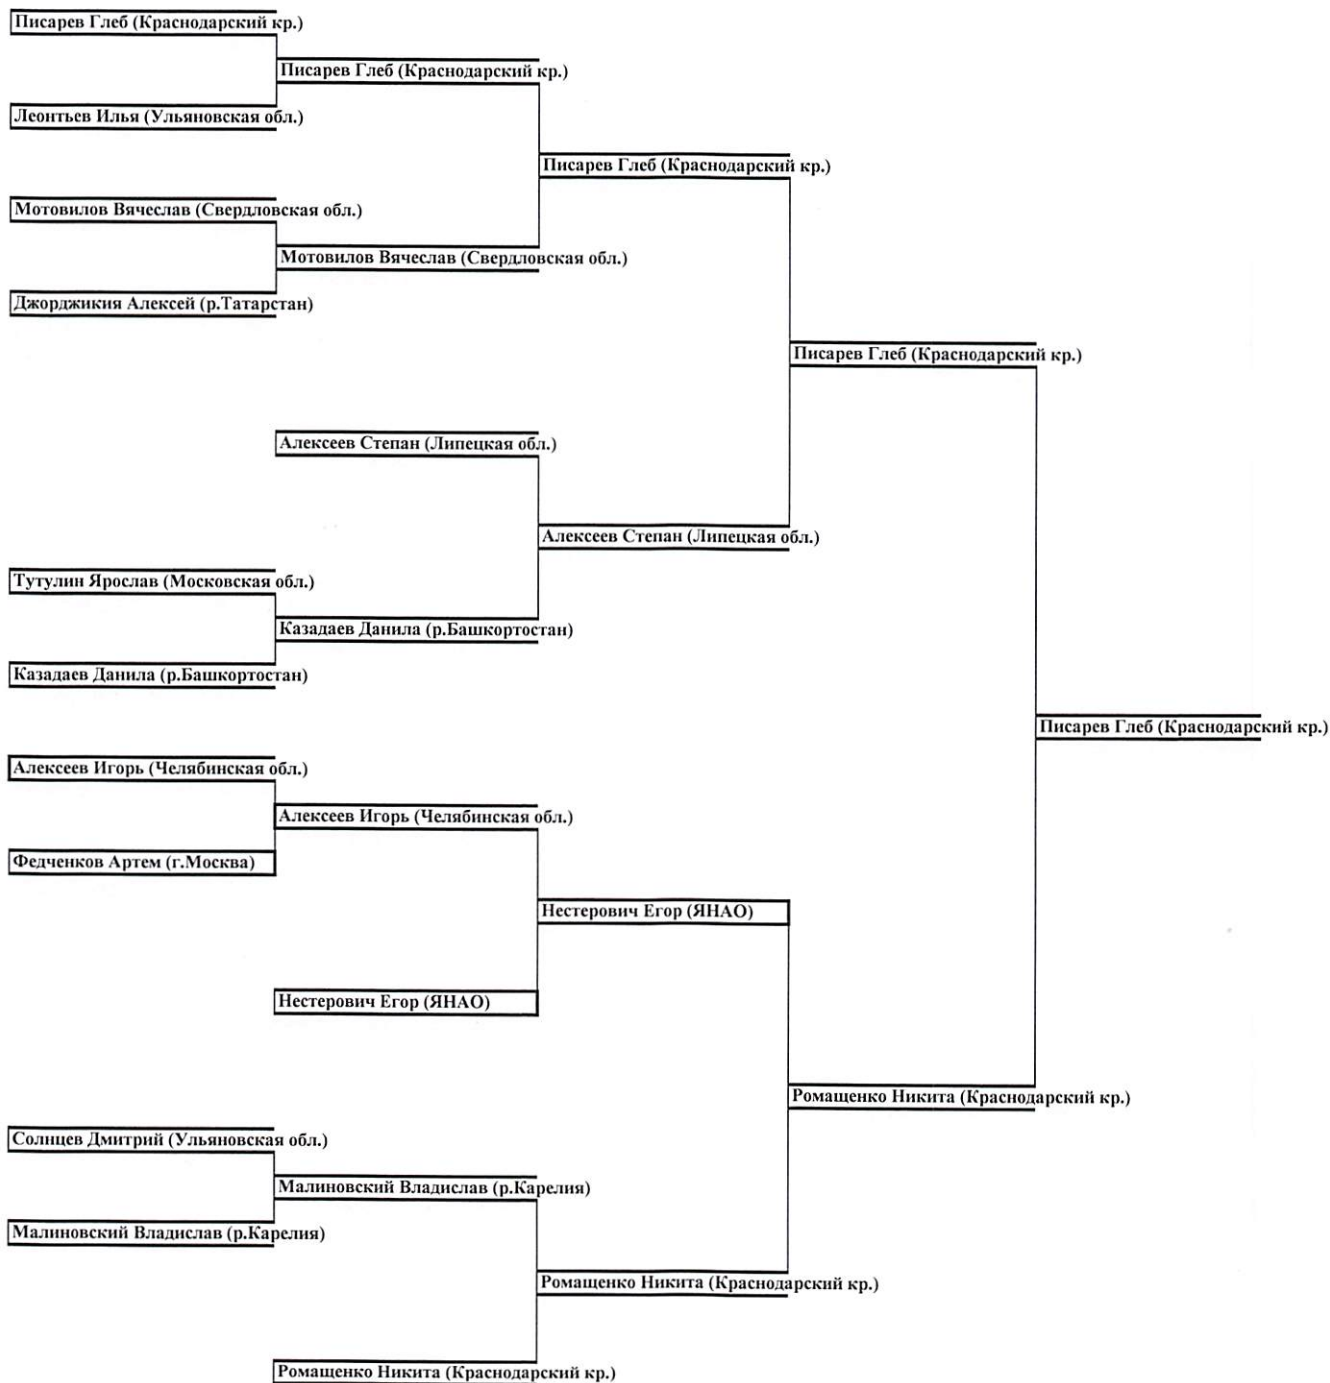 Писарев Глеб (Краснодарский кр.)
Писарев Глеб (Краснодарский кр.)
Леонтьев Илья (Ульяновская обл.)
Писарев Глеб (Краснодарский кр.)
Мотовилов Вячеслав (Свердловская обл.)
Мотовилов Вячеслав (Свердловская обл.)
Джорджикия Алексей (р.Татарстан)
Писарев Глеб (Краснодарский кр.)
Алексеев Степан (Липецкая обл.)
Алексеев Степан (Липецкая обл.)
Тутулин Ярослав (Московская обл.)
Казадаев Данила (р.Башкортостан)
Казадаев Данила (р.Башкортостан)
Писарев Глеб (Краснодарский кр.)
Алексеев Игорь (Челябинская обл.)
Алексеев Игорь (Челябинская обл.)
Федченков Артем (г.Москва)
Нестерович Егор (ЯНАО)
Нестерович Егор (ЯНАО)
Ромащенко Никита (Краснодарский кр.)
Солнцев Дмитрий (Ульяновская обл.)
Малиновский Владислав (р.Карелия)
Малиновский Владислав (р.Карелия)
Ромащенко Никита (Краснодарский кр.)
Ромащенко Никита (Краснодарский кр.)